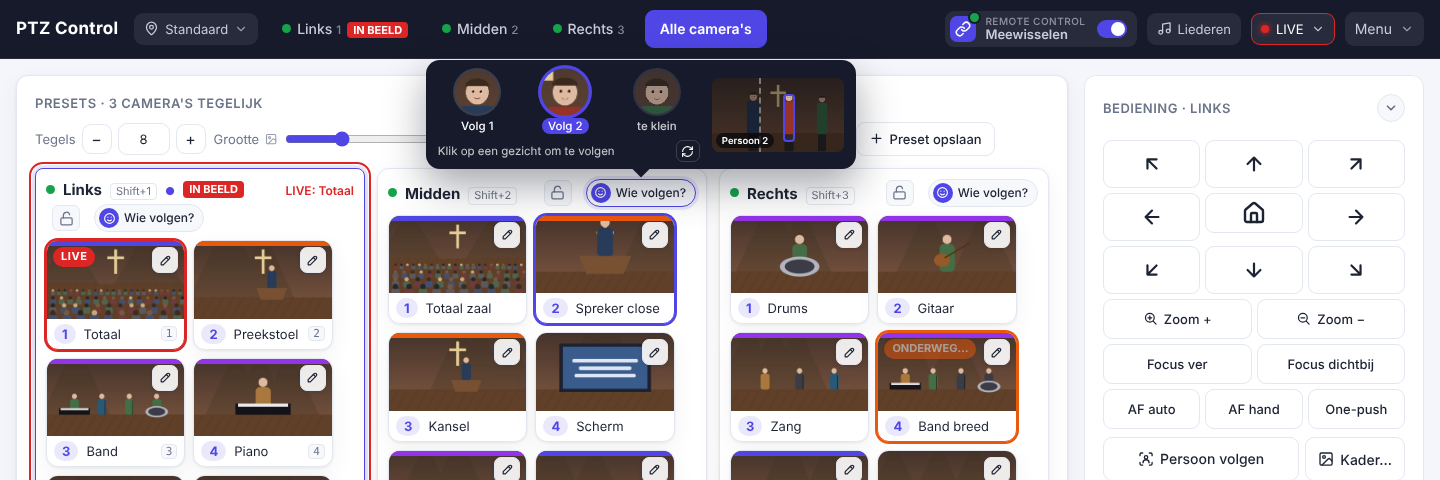 PTZ Control
Standaard
Links 1 IN BEELD
Midden 2
Rechts 3
Alle camera's
REMOTE CONTROL
Meewisselen
Liederen
LIVE
Menu
PRESETS · 3 CAMERA'S TEGELIJK
Tegels − 8 + Grootte
Preset opslaan
Volg 1
Volg 2
te klein
Klik op een gezicht om te volgen
Persoon 2
Links Shift+1 IN BEELD LIVE: Totaal
Wie volgen?
LIVE
1 Totaal 1
2 Preekstoel 2
3 Band 3
4 Piano 4
Midden Shift+2 Wie volgen?
1 Totaal zaal
2 Spreker close
3 Kansel
4 Scherm
Rechts Shift+3 Wie volgen?
1 Drums
2 Gitaar
ONDERWEG...
3 Zang
4 Band breed
BEDIENING · LINKS
Zoom +
Zoom −
Focus ver
Focus dichtbij
AF auto
AF hand
One-push
Persoon volgen
Kader...